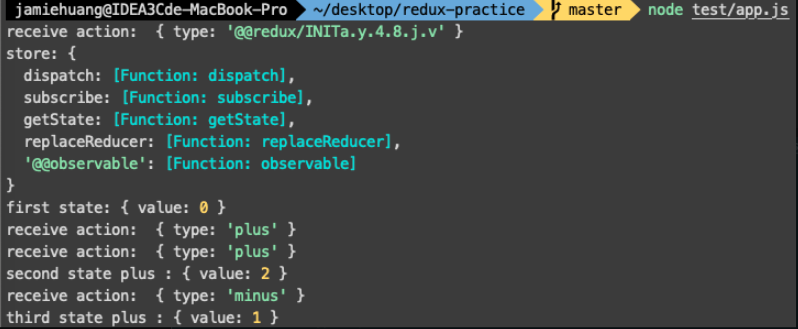 jamiehuang@IDEA3Cde-MacBook-Pro ~/desktop/redux-practice master node test/app.js
receive action:  { type: '@@redux/INITa.y.4.8.j.v' }
store: {
  dispatch: [Function: dispatch],
  subscribe: [Function: subscribe],
  getState: [Function: getState],
  replaceReducer: [Function: replaceReducer],
  '@@observable': [Function: observable]
}
first state: { value: 0 }
receive action:  { type: 'plus' }
receive action:  { type: 'plus' }
second state plus : { value: 2 }
receive action:  { type: 'minus' }
third state plus : { value: 1 }